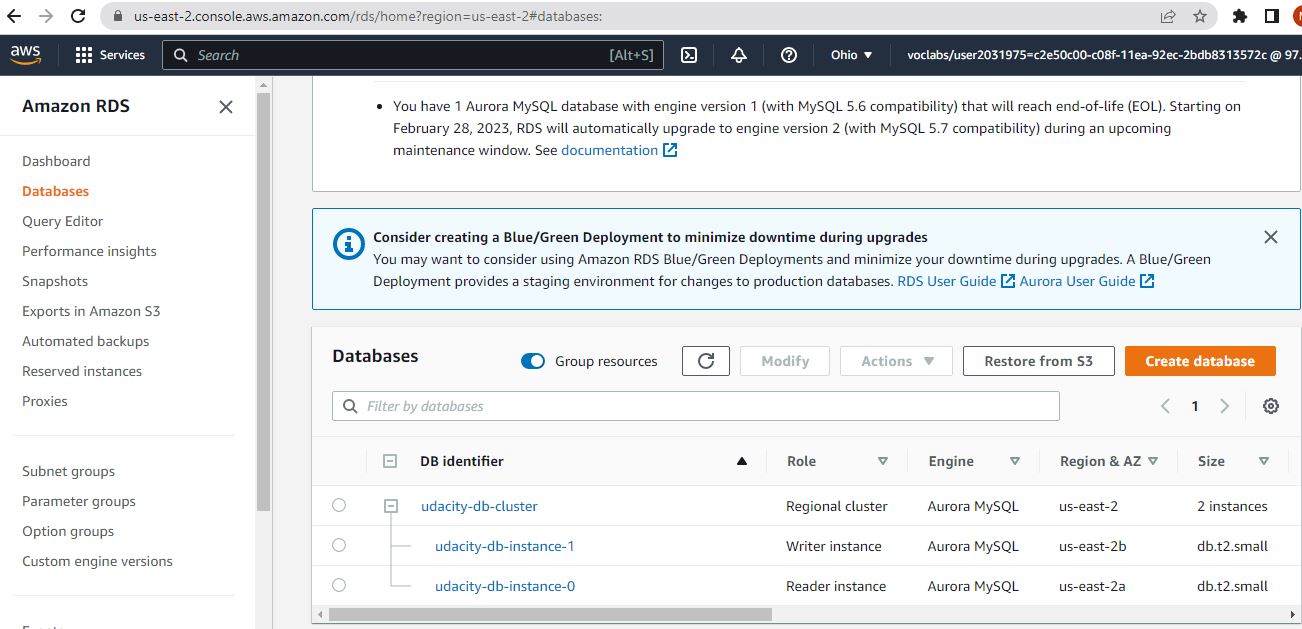 us-east-2.console.aws.amazon.com/rds/home?region=us-east-2#databases:
aws
Services
Search
[Alt+S]
Ohio
voclabs/user2031975=c2e50c00-c08f-11ea-92ec-2bdb8313572c @ 97.
Amazon RDS
Dashboard
Databases
Query Editor
Performance insights
Snapshots
Exports in Amazon S3
Automated backups
Reserved instances
Proxies
Subnet groups
Parameter groups
Option groups
Custom engine versions
You have 1 Aurora MySQL database with engine version 1 (with MySQL 5.6 compatibility) that will reach end-of-life (EOL). Starting on
February 28, 2023, RDS will automatically upgrade to engine version 2 (with MySQL 5.7 compatibility) during an upcoming
maintenance window. See documentation
Consider creating a Blue/Green Deployment to minimize downtime during upgrades
You may want to consider using Amazon RDS Blue/Green Deployments and minimize your downtime during upgrades. A Blue/Green
Deployment provides a staging environment for changes to production databases. RDS User Guide Aurora User Guide
Databases
Group resources
Modify
Actions
Restore from S3
Create database
Filter by databases
1
DB identifier Role Engine Region & AZ Size
udacity-db-cluster Regional cluster Aurora MySQL us-east-2 2 instances
udacity-db-instance-1 Writer instance Aurora MySQL us-east-2b db.t2.small
udacity-db-instance-0 Reader instance Aurora MySQL us-east-2a db.t2.small